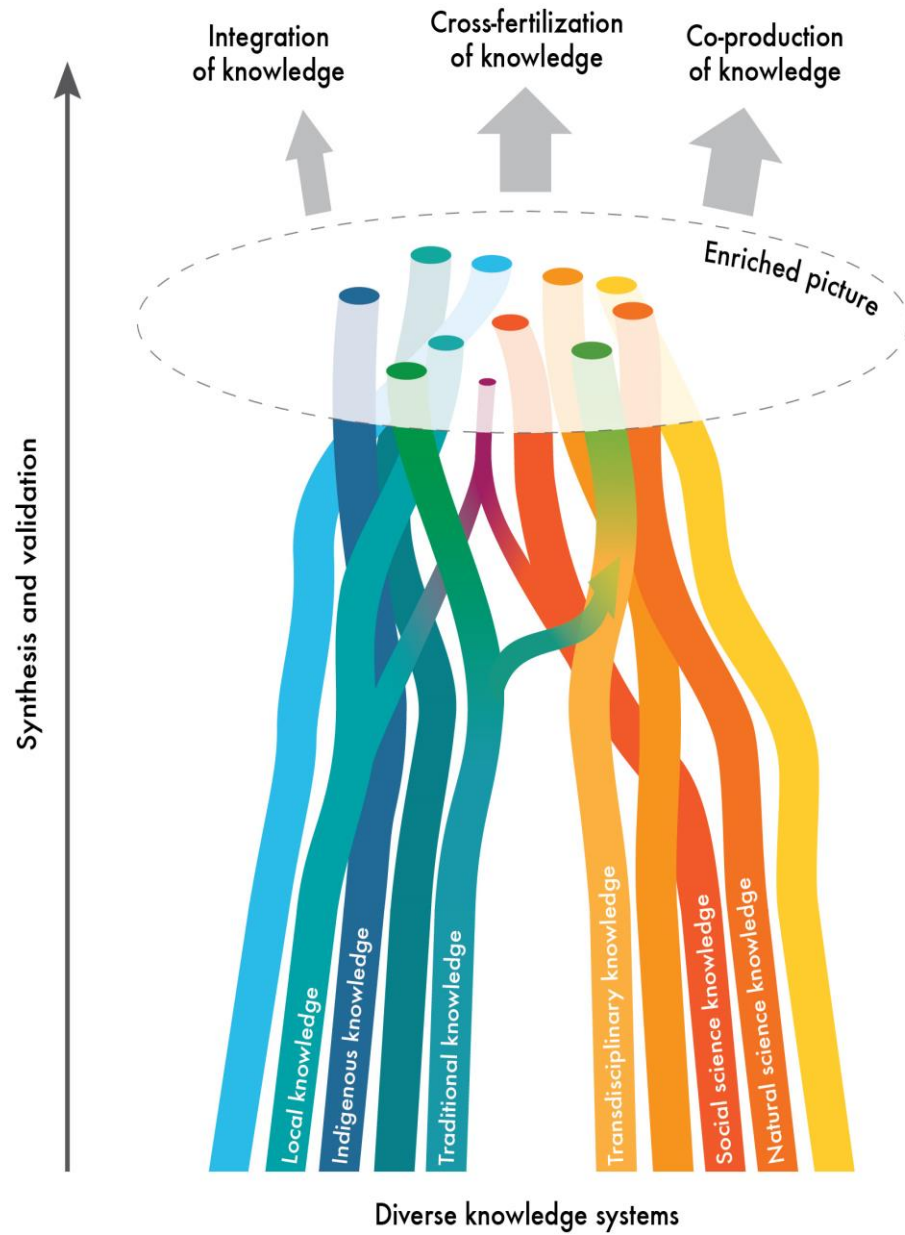 Integration
of knowledge
Cross-fertilization
of knowledge
Co-production
of knowledge
Enriched picture
Synthesis and validation
Local knowledge
Indigenous knowledge
Traditional knowledge
Transdisciplinary knowledge
Social science knowledge
Natural science knowledge
Diverse knowledge systems